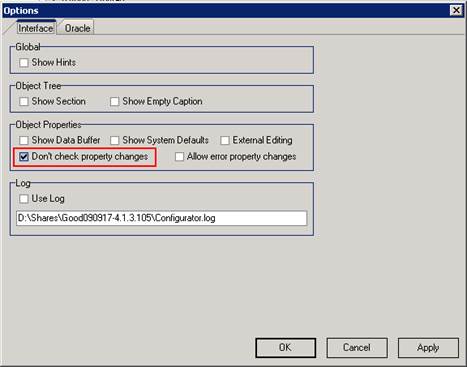 Options
Interface Oracle
Global
Show Hints
Object Tree
Show Section Show Empty Caption
Object Properties
Show Data Buffer Show System Defaults External Editing
Don't check property changes Allow error property changes
Log
Use Log
D:\Shares\Good090917-4.1.3.105\Configurator.log
OK Cancel Apply